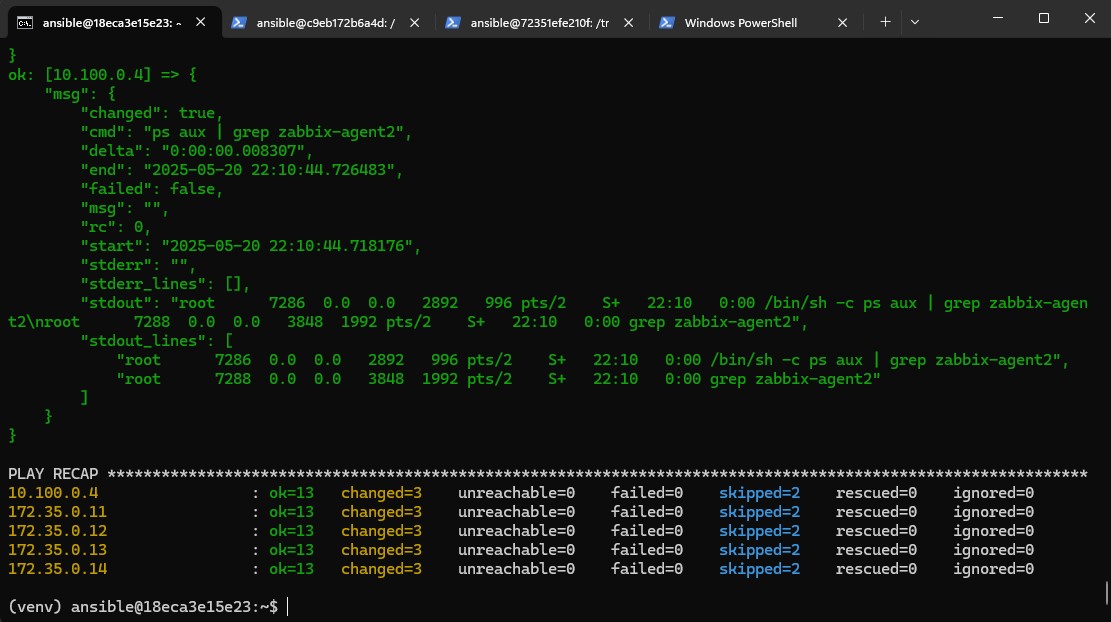 ansible@18eca3e15e23: ~
ansible@c9eb172b6a4d: /
ansible@72351efe210f: /tr
Windows PowerShell
}
ok: [10.100.0.4] => {
    "msg": {
        "changed": true,
        "cmd": "ps aux | grep zabbix-agent2",
        "delta": "0:00:00.008307",
        "end": "2025-05-20 22:10:44.726483",
        "failed": false,
        "msg": "",
        "rc": 0,
        "start": "2025-05-20 22:10:44.718176",
        "stderr": "",
        "stderr_lines": [],
        "stdout": "root      7286  0.0  0.0   2892   996 pts/2    S+   22:10   0:00 /bin/sh -c ps aux | grep zabbix-agen
t2\nroot      7288  0.0  0.0   3848  1992 pts/2    S+   22:10   0:00 grep zabbix-agent2",
        "stdout_lines": [
            "root      7286  0.0  0.0   2892   996 pts/2    S+   22:10   0:00 /bin/sh -c ps aux | grep zabbix-agent2",
            "root      7288  0.0  0.0   3848  1992 pts/2    S+   22:10   0:00 grep zabbix-agent2"
        ]
    }
}
PLAY RECAP *************************************************************************************************************
10.100.0.4                 : ok=13   changed=3    unreachable=0    failed=0    skipped=2    rescued=0    ignored=0
172.35.0.11                : ok=13   changed=3    unreachable=0    failed=0    skipped=2    rescued=0    ignored=0
172.35.0.12                : ok=13   changed=3    unreachable=0    failed=0    skipped=2    rescued=0    ignored=0
172.35.0.13                : ok=13   changed=3    unreachable=0    failed=0    skipped=2    rescued=0    ignored=0
172.35.0.14                : ok=13   changed=3    unreachable=0    failed=0    skipped=2    rescued=0    ignored=0
(venv) ansible@18eca3e15e23:~$